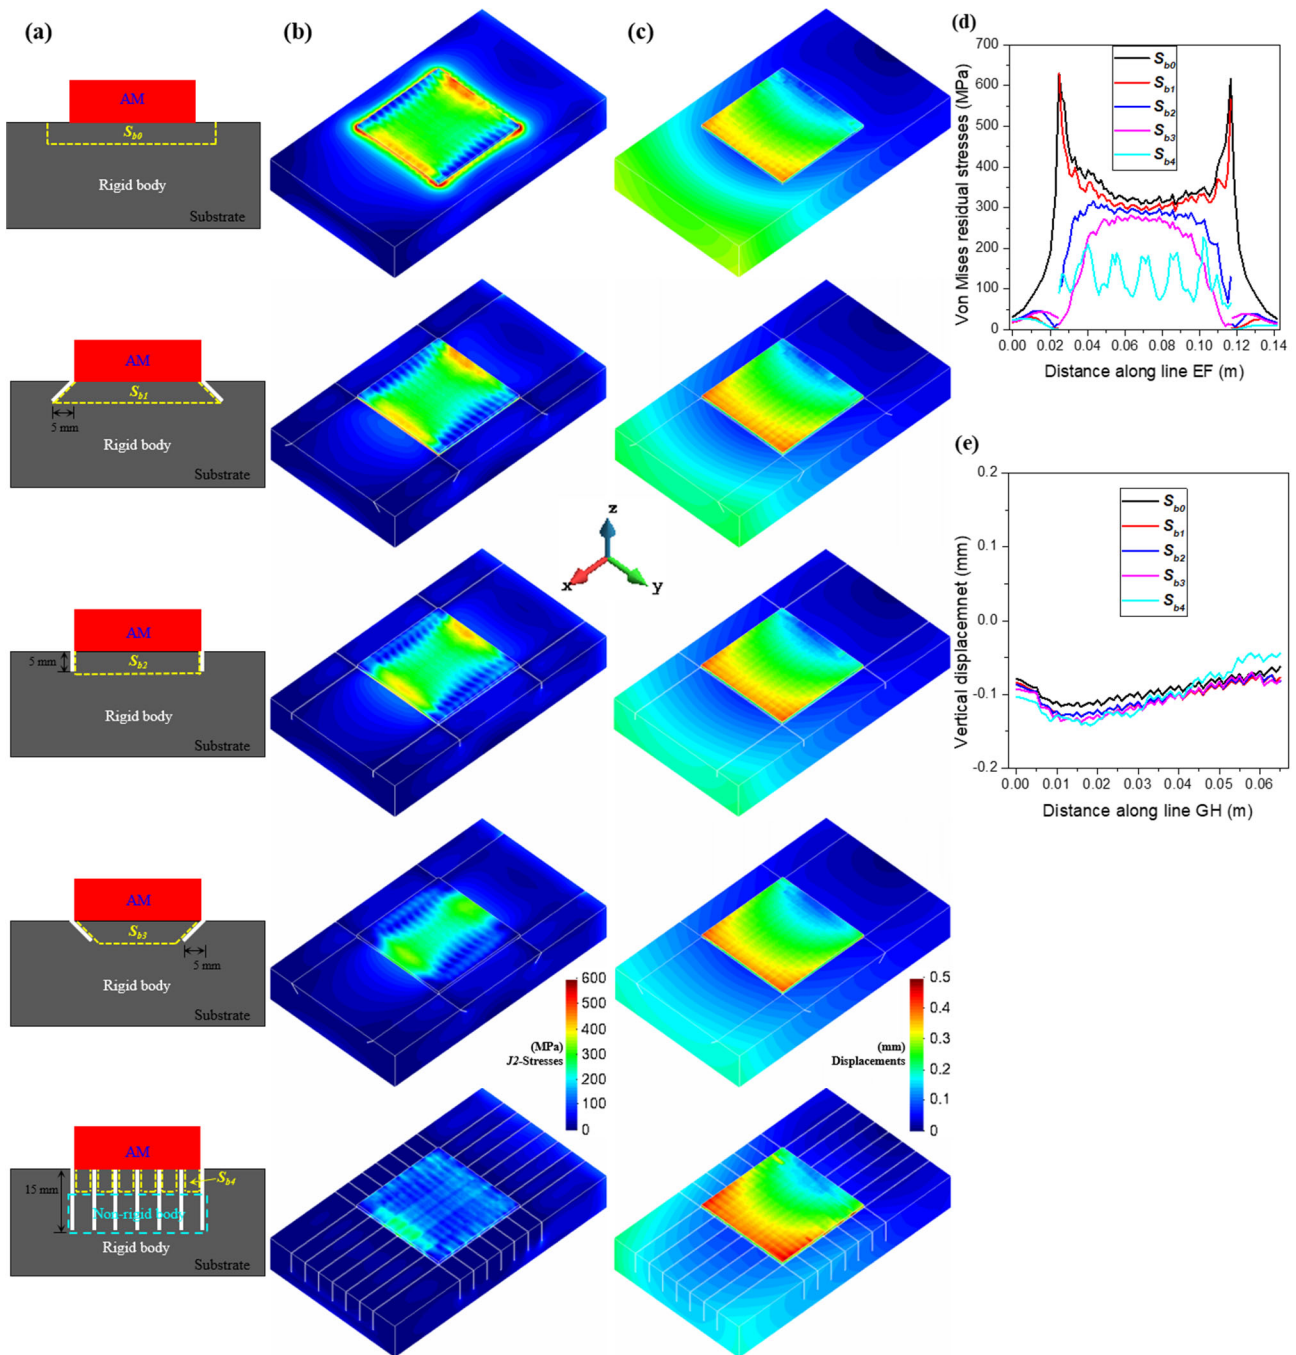 (a)
AM
Sb0
Rigid body
Substrate
AM
Sb1
5 mm
Rigid body
Substrate
AM
5 mm
Sb2
Rigid body
Substrate
AM
Sb3
5 mm
Rigid body
Substrate
AM
15 mm
Sb4
Non-rigid body
Rigid body
Substrate
(b)
z
x
y
600
500
400
(MPa)
J2-Stresses
300
200
100
0
(c)
0.5
0.4
0.3
(mm)
Displacements
0.2
0.1
0
(d)
Von Mises residual stresses (MPa)
700
600
500
400
300
200
100
0
Sb0
Sb1
Sb2
Sb3
Sb4
0.00 0.02 0.04 0.06 0.08 0.10 0.12 0.14
Distance along line EF (m)
(e)
Vertical displacemnet (mm)
0.2
0.1
0.0
-0.1
-0.2
Sb0
Sb1
Sb2
Sb3
Sb4
0.00 0.01 0.02 0.03 0.04 0.05 0.06
Distance along line GH (m)